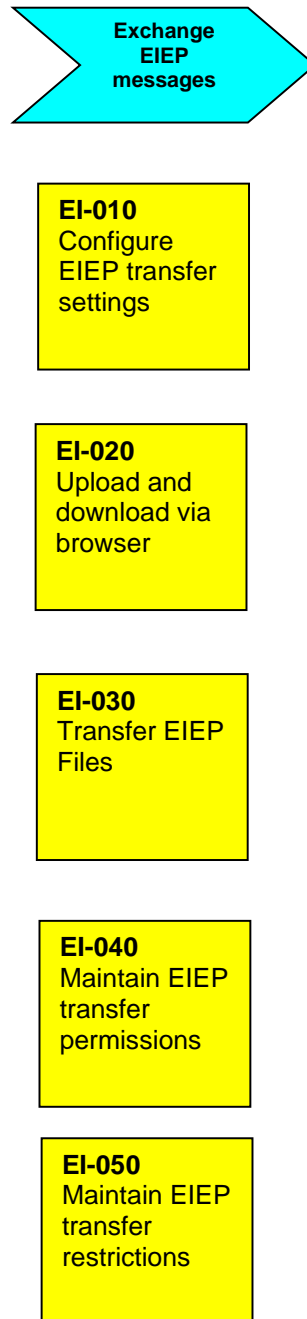 Exchange
EIEP
messages
EI-010
Configure
EIEP transfer
settings
EI-020
Upload and
download via
browser
EI-030
Transfer EIEP
Files
EI-040
Maintain EIEP
transfer
permissions
EI-050
Maintain EIEP
transfer
restrictions